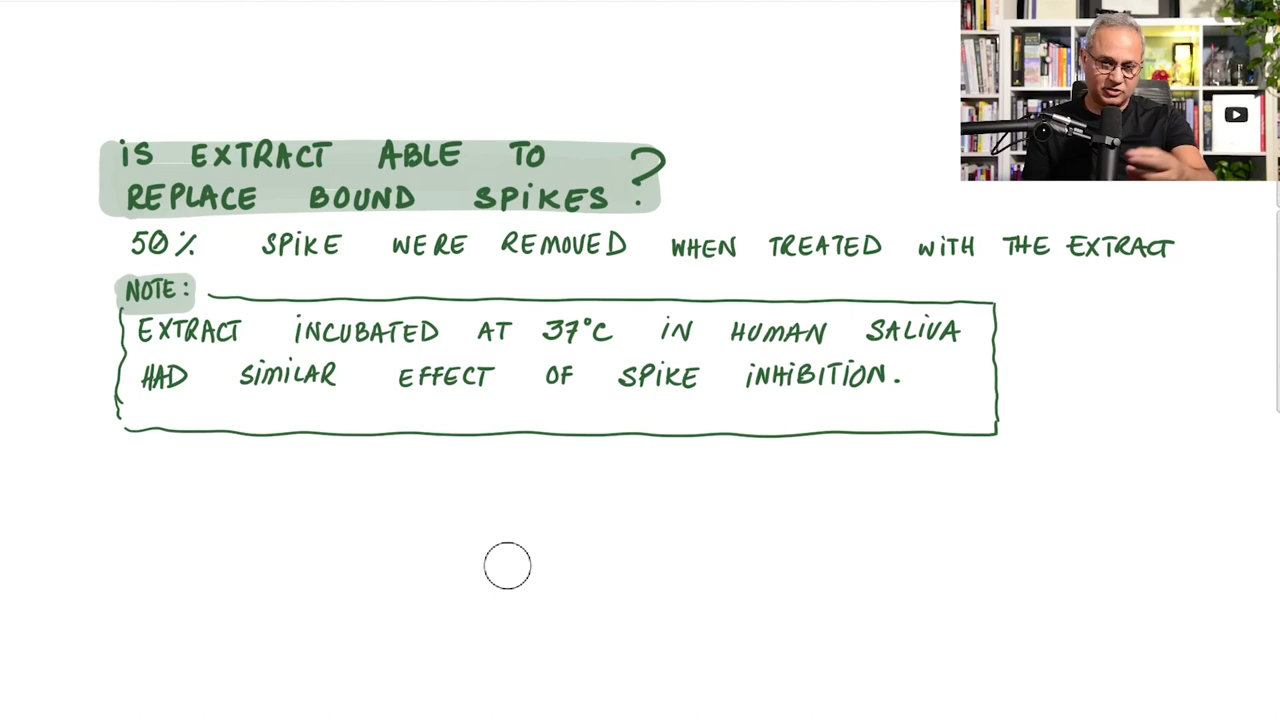 iS EXTRACT ABLE TO
REPLACE BOUND SPiKES ?
50% SPiKE WERE REMOVED WHEN TREATED WiTH THE EXTRACT
NOTE:
EXTRACT iNCUBATED AT 37°C iN HUMAN SALiVA
HAD SiMiLAR EFFECT OF SPiKE iNHiBiTiON.